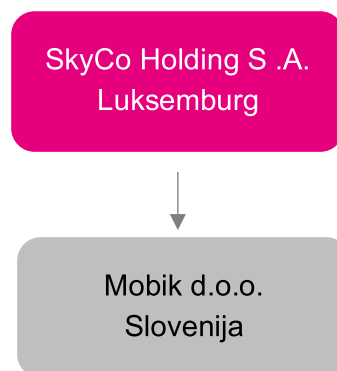 SkyCo Holding S .A.
Luksemburg
Mobik d.o.o.
Slovenija